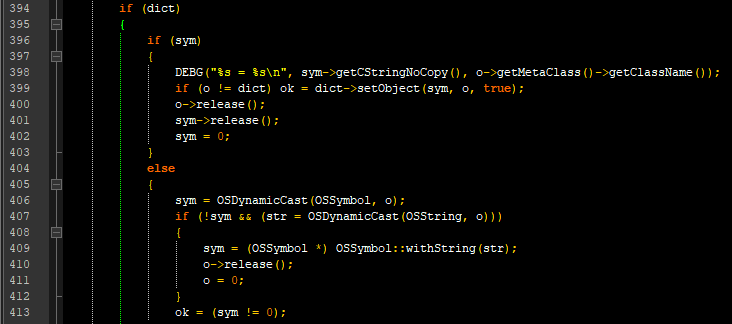 394 if (dict)
395 {
396 if (sym)
397 {
398 DEBG("%s = %s\n", sym->getCStringNoCopy(), o->getMetaClass()->getClassName());
399 if (o != dict) ok = dict->setObject(sym, o, true);
400 o->release();
401 sym->release();
402 sym = 0;
403 }
404 else
405 {
406 sym = OSDynamicCast(OSSymbol, o);
407 if (!sym && (str = OSDynamicCast(OSString, o)))
408 {
409 sym = (OSSymbol *) OSSymbol::withString(str);
410 o->release();
411 o = 0;
412 }
413 ok = (sym != 0);